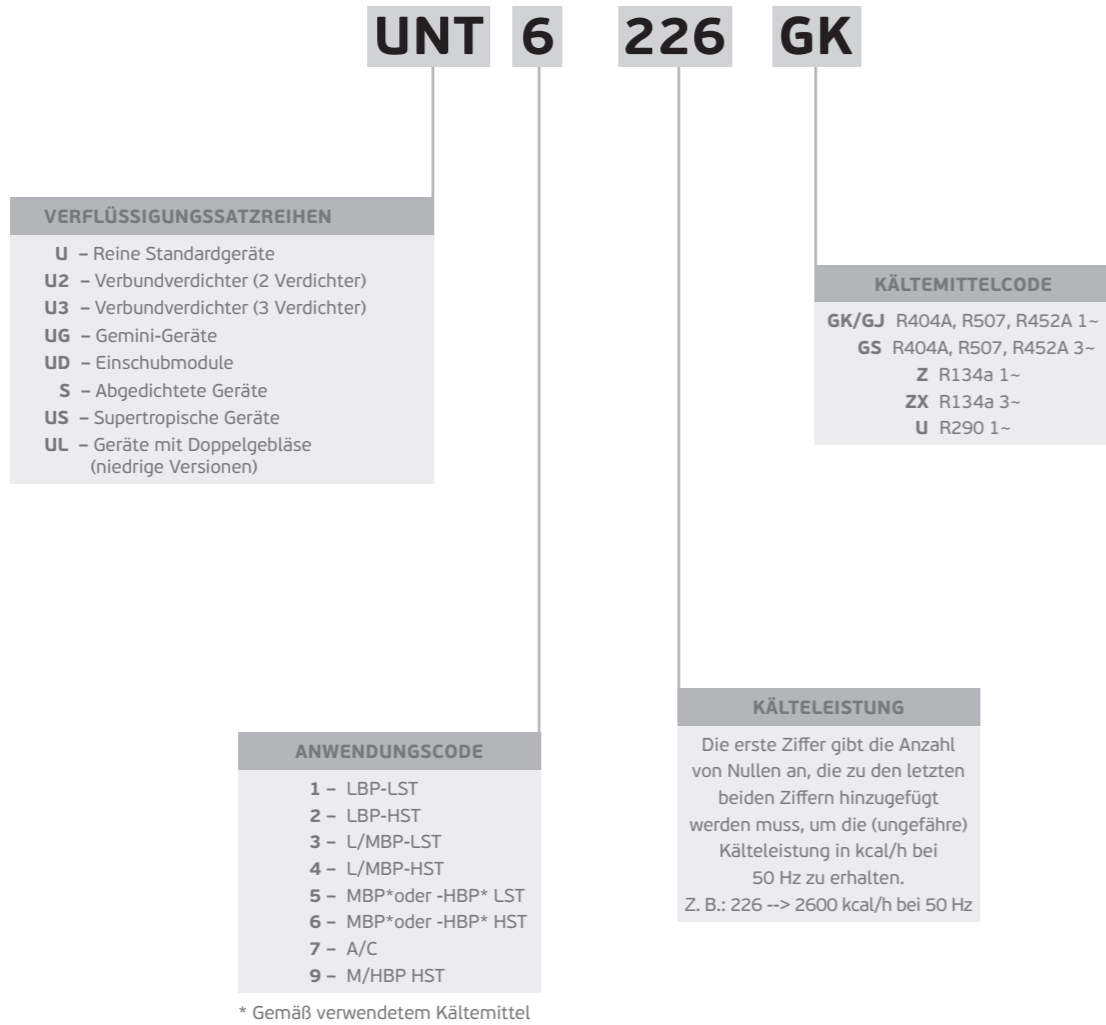 UNT 6 226 GK
VERFLÜSSIGUNGSSATZREIHEN
U – Reine Standardgeräte
U2 – Verbundverdichter (2 Verdichter)
U3 – Verbundverdichter (3 Verdichter)
UG – Gemini-Geräte
UD – Einschubmodule
S – Abgedichtete Geräte
US – Supertropische Geräte
UL – Geräte mit Doppelgebläse
(niedrige Versionen)
KÄLTEMITTELCODE
GK/GJ R404A, R507, R452A 1~
GS R404A, R507, R452A 3~
Z R134a 1~
ZX R134a 3~
U R290 1~
KÄLTELEISTUNG
Die erste Ziffer gibt die Anzahl
von Nullen an, die zu den letzten
beiden Ziffern hinzugefügt
werden muss, um die (ungefähre)
Kälteleistung in kcal/h bei
50 Hz zu erhalten.
Z. B.: 226 --> 2600 kcal/h bei 50 Hz
ANWENDUNGSCODE
1 – LBP-LST
2 – LBP-HST
3 – L/MBP-LST
4 – L/MBP-HST
5 – MBP*oder -HBP* LST
6 – MBP*oder -HBP* HST
7 – A/C
9 – M/HBP HST
* Gemäß verwendetem Kältemittel